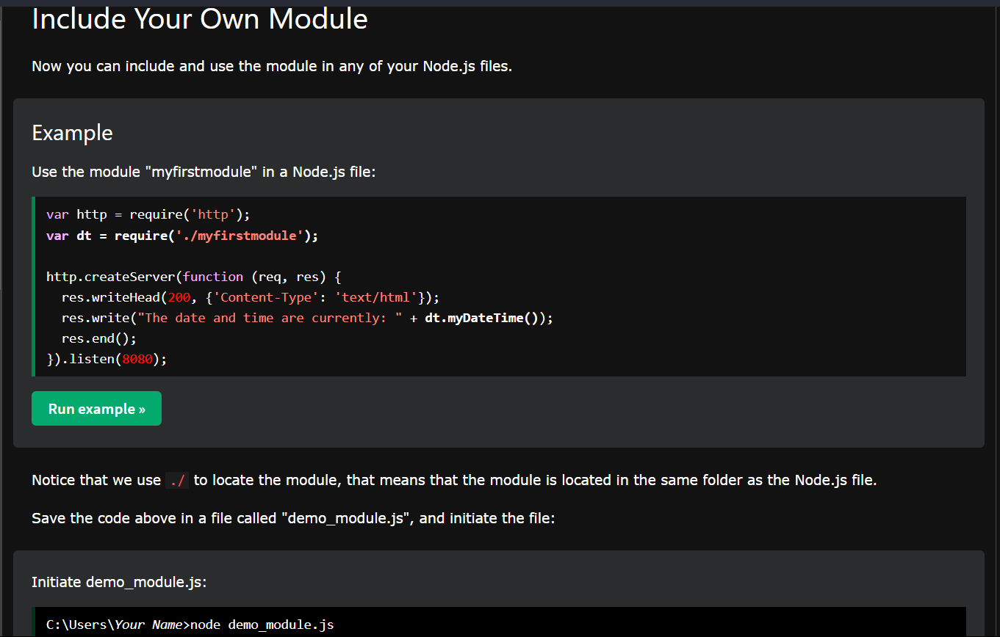 Include Your Own Module
Now you can include and use the module in any of your Node.js files.
Example
Use the module "myfirstmodule" in a Node.js file:
var http = require('http');
var dt = require('./myfirstmodule');
http.createServer(function (req, res) {
  res.writeHead(200, {'Content-Type': 'text/html'});
  res.write("The date and time are currently: " + dt.myDateTime());
  res.end();
}).listen(8080);
Run example »
Notice that we use ./ to locate the module, that means that the module is located in the same folder as the Node.js file.
Save the code above in a file called "demo_module.js", and initiate the file:
Initiate demo_module.js:
C:\Users\Your Name>node demo_module.js